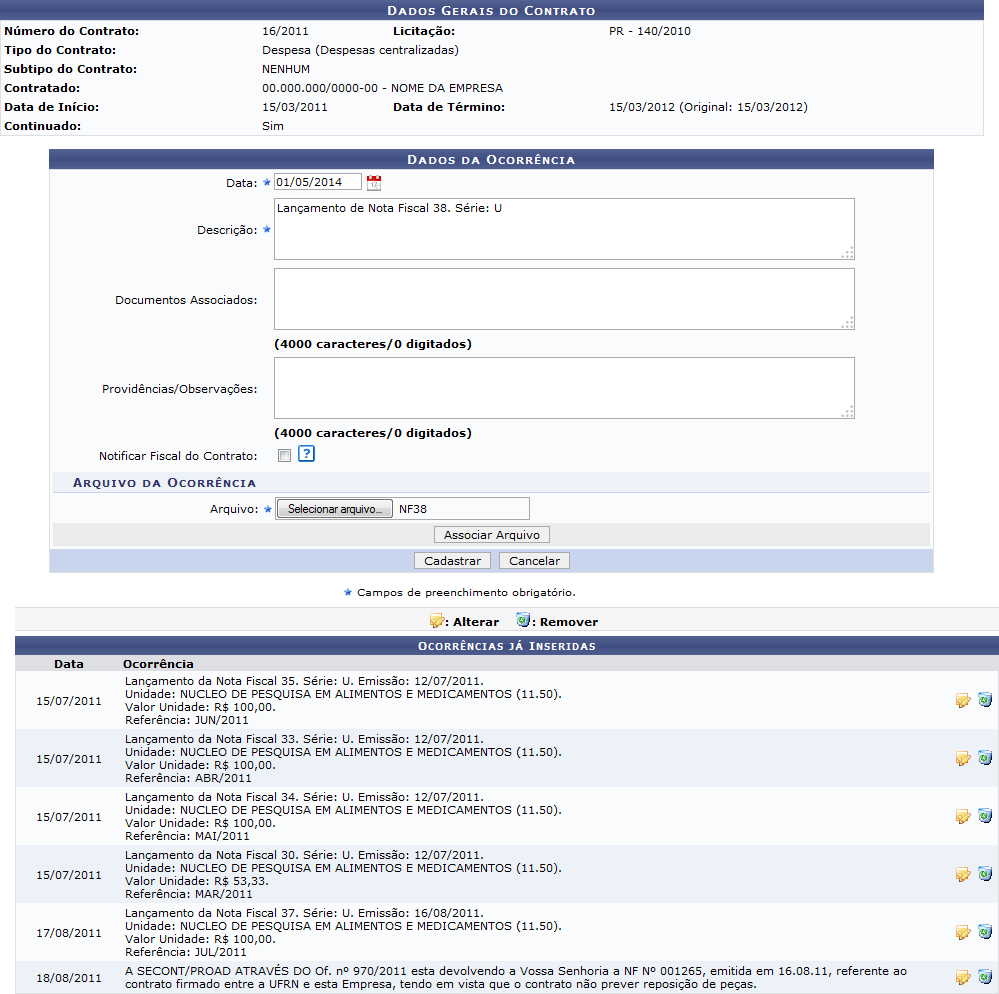 DADOS GERAIS DO CONTRATO
Número do Contrato: 16/2011 Licitação: PR - 140/2010
Tipo do Contrato: Despesa (Despesas centralizadas)
Subtipo do Contrato: NENHUM
Contratado: 00.000.000/0000-00 - NOME DA EMPRESA
Data de Início: 15/03/2011 Data de Término: 15/03/2012 (Original: 15/03/2012)
Continuado: Sim
DADOS DA OCORRÊNCIA
Data: 01/05/2014
Descrição: Lançamento de Nota Fiscal 38. Série: U
Documentos Associados:
(4000 caracteres/0 digitados)
Providências/Observações:
(4000 caracteres/0 digitados)
Notificar Fiscal do Contrato: ?
ARQUIVO DA OCORRÊNCIA
Arquivo: Selecionar arquivo... NF38
Associar Arquivo
Cadastrar Cancelar
Campos de preenchimento obrigatório.
: Alterar : Remover
OCORRÊNCIAS JÁ INSERIDAS
Data Ocorrência
15/07/2011
Lançamento da Nota Fiscal 35. Série: U. Emissão: 12/07/2011.
Unidade: NUCLEO DE PESQUISA EM ALIMENTOS E MEDICAMENTOS (11.50).
Valor Unidade: R$ 100,00.
Referência: JUN/2011
15/07/2011
Lançamento da Nota Fiscal 33. Série: U. Emissão: 12/07/2011.
Unidade: NUCLEO DE PESQUISA EM ALIMENTOS E MEDICAMENTOS (11.50).
Valor Unidade: R$ 100,00.
Referência: ABR/2011
15/07/2011
Lançamento da Nota Fiscal 34. Série: U. Emissão: 12/07/2011.
Unidade: NUCLEO DE PESQUISA EM ALIMENTOS E MEDICAMENTOS (11.50).
Valor Unidade: R$ 100,00.
Referência: MAI/2011
15/07/2011
Lançamento da Nota Fiscal 30. Série: U. Emissão: 12/07/2011.
Unidade: NUCLEO DE PESQUISA EM ALIMENTOS E MEDICAMENTOS (11.50).
Valor Unidade: R$ 53,33.
Referência: MAR/2011
17/08/2011
Lançamento da Nota Fiscal 37. Série: U. Emissão: 16/08/2011.
Unidade: NUCLEO DE PESQUISA EM ALIMENTOS E MEDICAMENTOS (11.50).
Valor Unidade: R$ 100,00.
Referência: JUL/2011
18/08/2011
A SECONT/PROAD ATRAVÉS DO Of. nº 970/2011 esta devolvendo a Vossa Senhoria a NF Nº 001265, emitida em 16.08.11, referente ao
contrato firmado entre a UFRN e esta Empresa, tendo em vista que o contrato não prever reposição de peças.